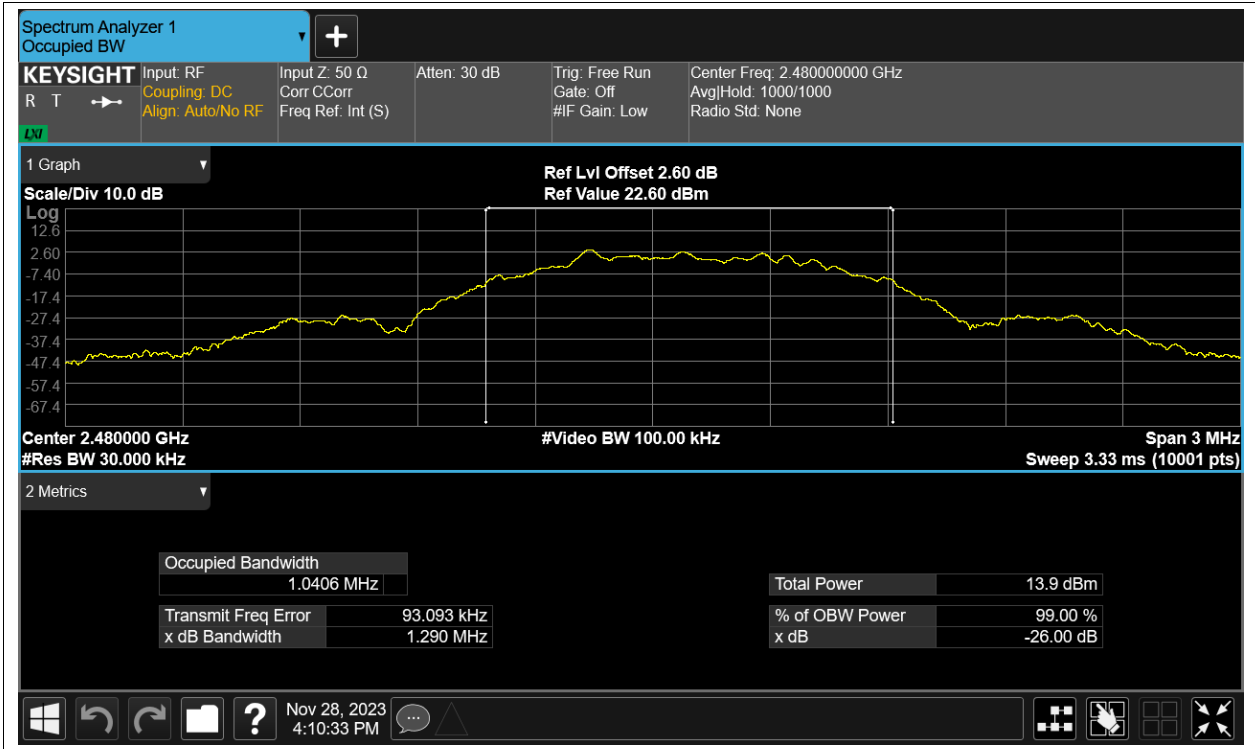 Spectrum Analyzer 1
Occupied BW
KEYSIGHT
R T
LXI
Input: RF
Coupling: DC
Align: Auto/No RF
Input Z: 50 Ω
Corr CCorr
Freq Ref: Int (S)
Atten: 30 dB
Trig: Free Run
Gate: Off
#IF Gain: Low
Center Freq: 2.480000000 GHz
Avg|Hold: 1000/1000
Radio Std: None
1 Graph
Scale/Div 10.0 dB
Ref Lvl Offset 2.60 dB
Ref Value 22.60 dBm
Log
12.6
2.60
-7.40
-17.4
-27.4
-37.4
-47.4
-57.4
-67.4
Center 2.480000 GHz
#Res BW 30.000 kHz
#Video BW 100.00 kHz
Span 3 MHz
Sweep 3.33 ms (10001 pts)
2 Metrics
Occupied Bandwidth
1.0406 MHz
Transmit Freq Error 93.093 kHz
x dB Bandwidth 1.290 MHz
Total Power 13.9 dBm
% of OBW Power 99.00 %
x dB -26.00 dB
Nov 28, 2023
4:10:33 PM